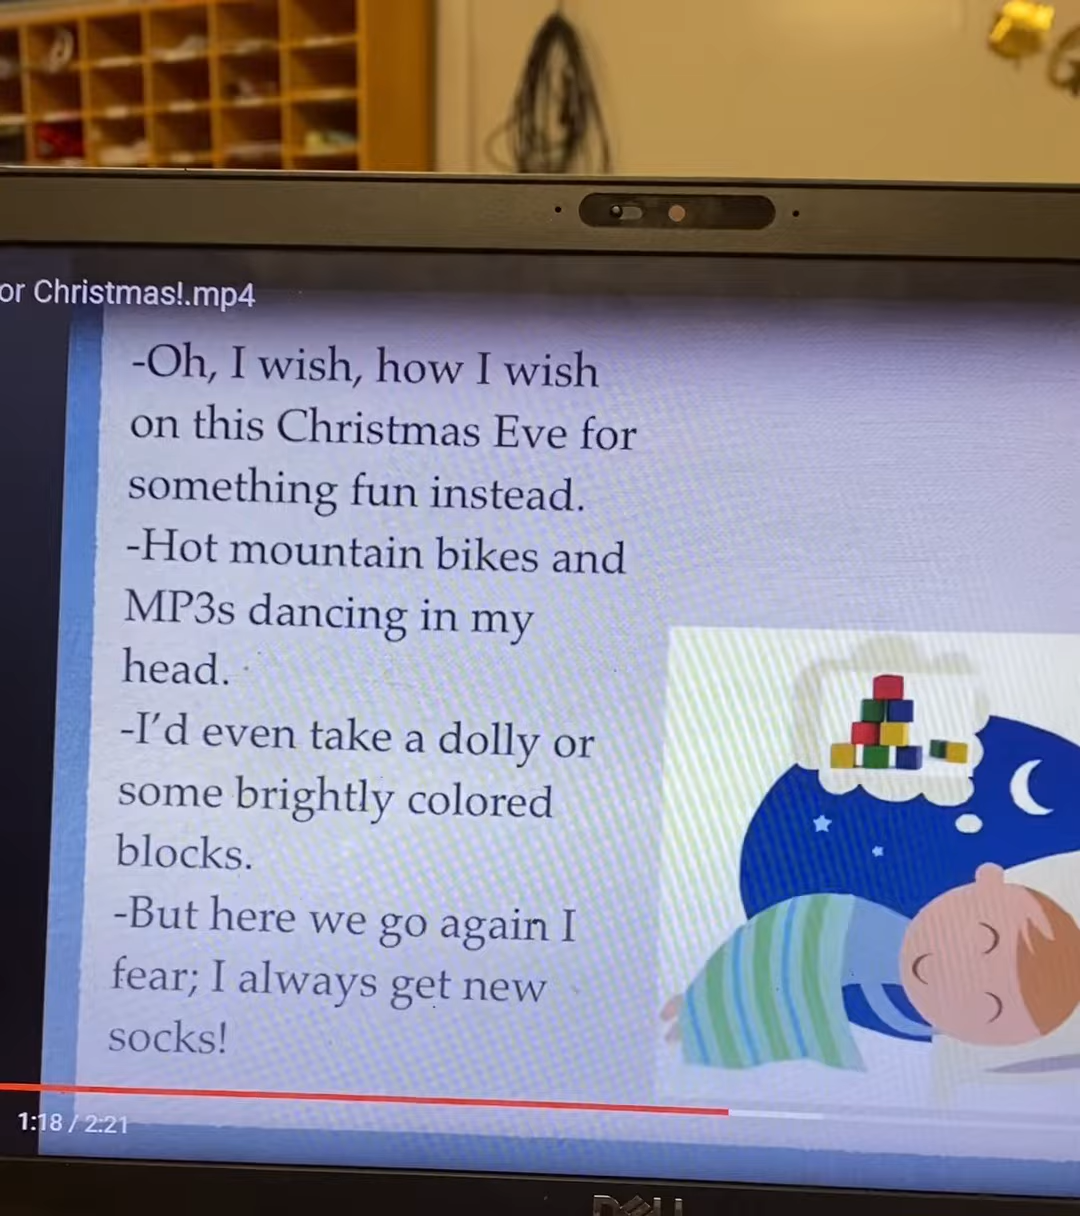 or Christmas!.mp4
-Oh, I wish, how I wish
on this Christmas Eve for
something fun instead.
-Hot mountain bikes and
MP3s dancing in my
head.
-I'd even take a dolly or
some brightly colored
blocks.
-But here we go again I
fear; I always get new
socks!
1:18 / 2:21
DELL